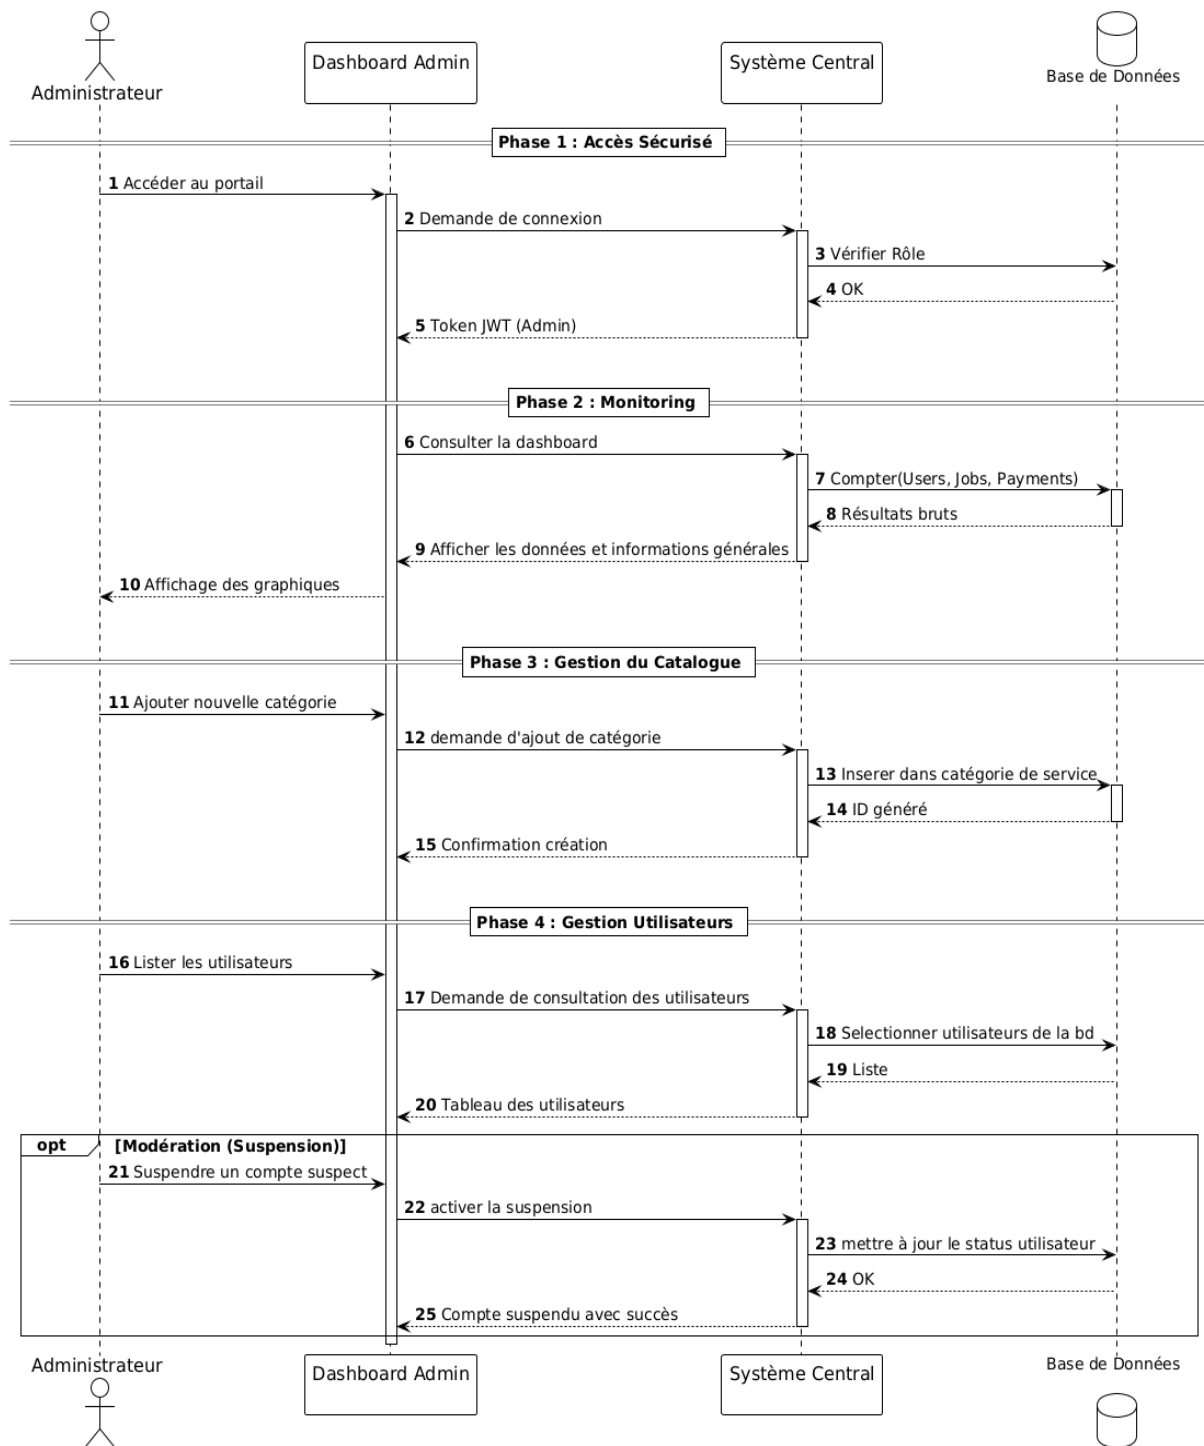 Administrateur
Dashboard Admin
Système Central
Base de Données
Phase 1 : Accès Sécurisé
1 Accéder au portail
2 Demande de connexion
3 Vérifier Rôle
4 OK
5 Token JWT (Admin)
Phase 2 : Monitoring
6 Consulter la dashboard
7 Compter(Users, Jobs, Payments)
8 Résultats bruts
9 Afficher les données et informations générales
10 Affichage des graphiques
Phase 3 : Gestion du Catalogue
11 Ajouter nouvelle catégorie
12 demande d'ajout de catégorie
13 Inserer dans catégorie de service
14 ID généré
15 Confirmation création
Phase 4 : Gestion Utilisateurs
16 Lister les utilisateurs
17 Demande de consultation des utilisateurs
18 Selectionner utilisateurs de la bd
19 Liste
20 Tableau des utilisateurs
opt [Modération (Suspension)]
21 Suspendre un compte suspect
22 activer la suspension
23 mettre à jour le status utilisateur
24 OK
25 Compte suspendu avec succès
Administrateur
Dashboard Admin
Système Central
Base de Données